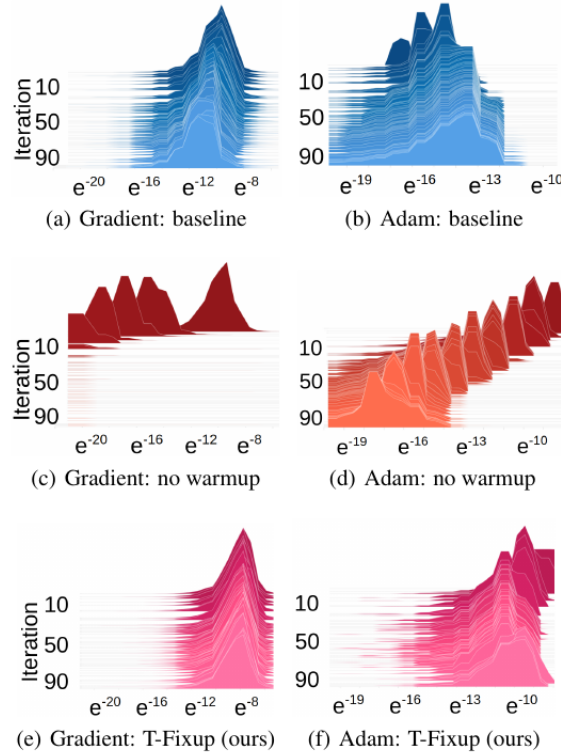 Iteration
10
50
90
e-20 e-16 e-12 e-8
e-19 e-16 e-13 e-10
(a) Gradient: baseline
(b) Adam: baseline
Iteration
10
50
90
10
50
90
e-20 e-16 e-12 e-8
e-19 e-16 e-13 e-10
(c) Gradient: no warmup
(d) Adam: no warmup
Iteration
10
50
90
10
50
90
e-20 e-16 e-12 e-8
e-19 e-16 e-13 e-10
(e) Gradient: T-Fixup (ours)
(f) Adam: T-Fixup (ours)
10
50
90